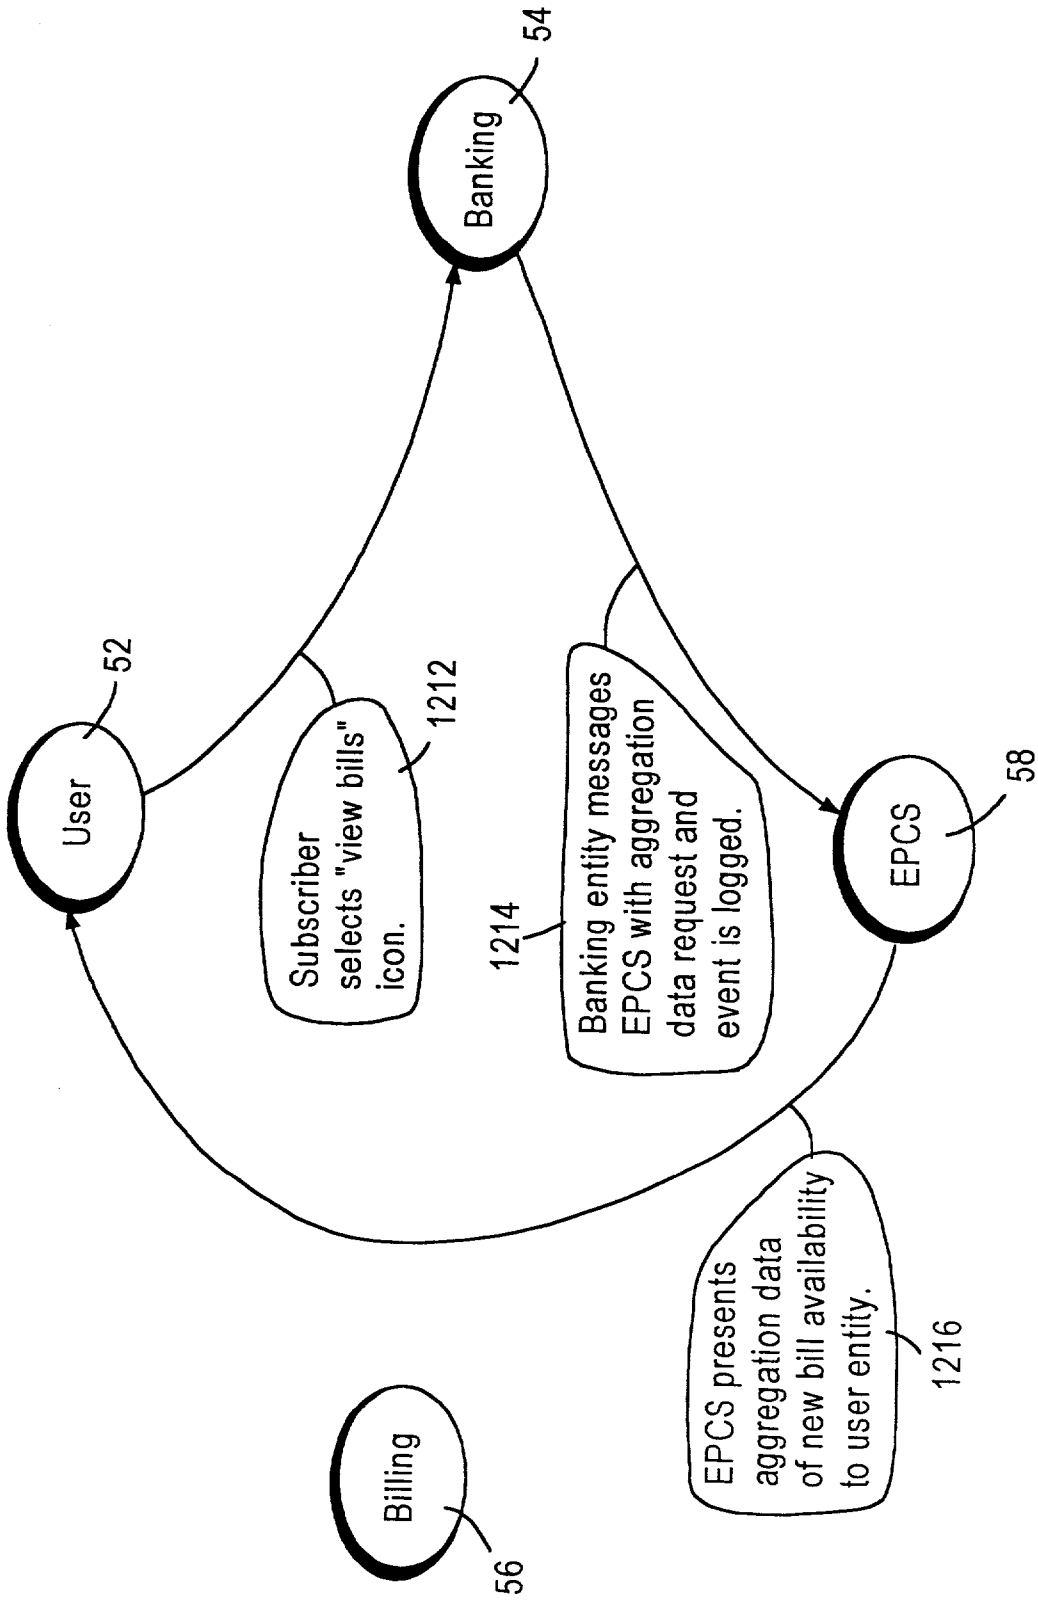 User
52
Banking
54
Subscriber
selects "view bills"
icon.
1212
1214
Banking entity messages
EPCS with aggregation
data request and
event is logged.
EPCS
58
Billing
56
EPCS presents
aggregation data
of new bill availability
to user entity.
1216